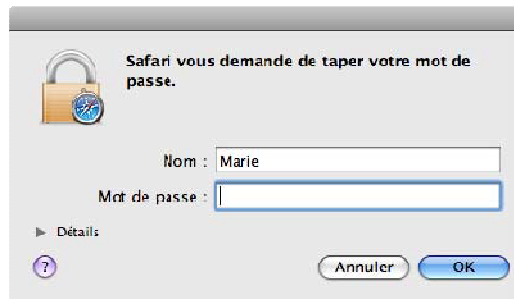 Safari vous demande de taper votre mot de
passe.
Nom : Marie
Mot de passe :
Détails
?
Annuler OK